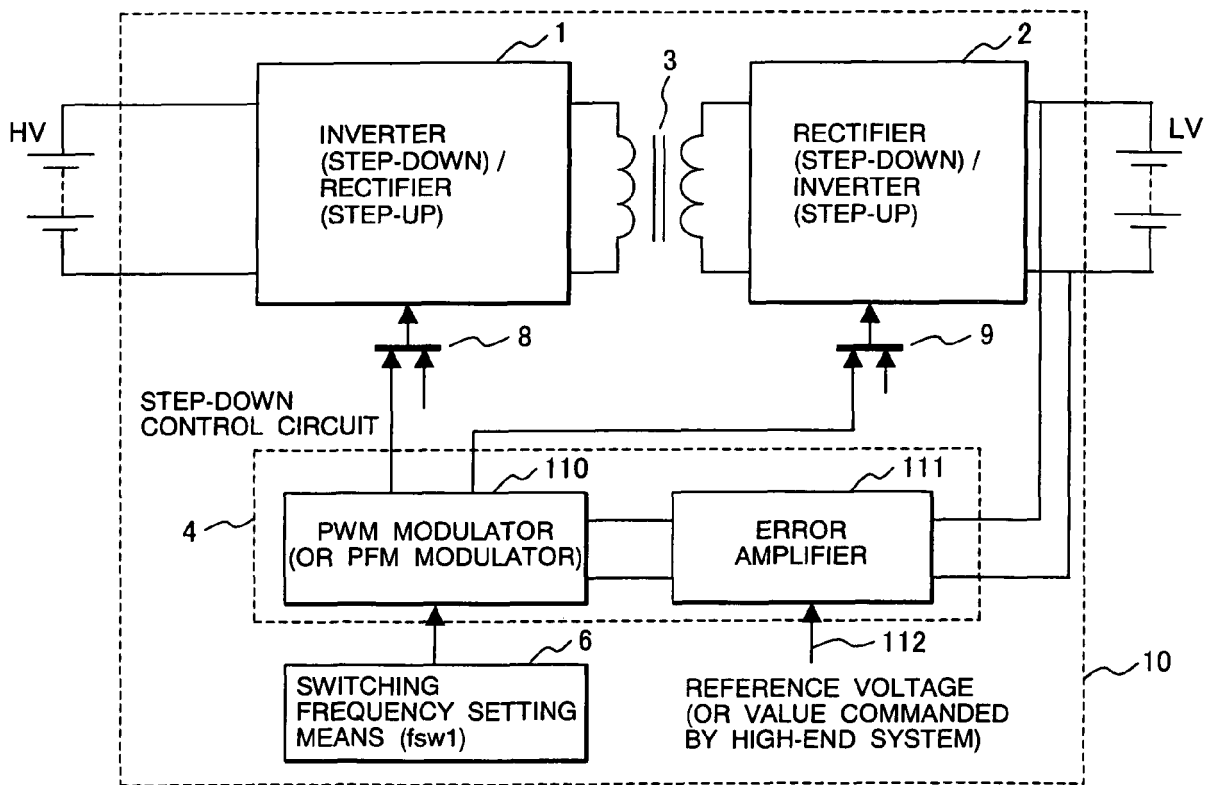 1
2
3
HV
INVERTER
(STEP-DOWN) /
RECTIFIER
(STEP-UP)
RECTIFIER
(STEP-DOWN) /
INVERTER
(STEP-UP)
LV
8
9
STEP-DOWN
CONTROL CIRCUIT
110
111
4
PWM MODULATOR
(OR PFM MODULATOR)
ERROR
AMPLIFIER
6
112
10
SWITCHING
FREQUENCY SETTING
MEANS (fsw1)
REFERENCE VOLTAGE
(OR VALUE COMMANDED
BY HIGH-END SYSTEM)